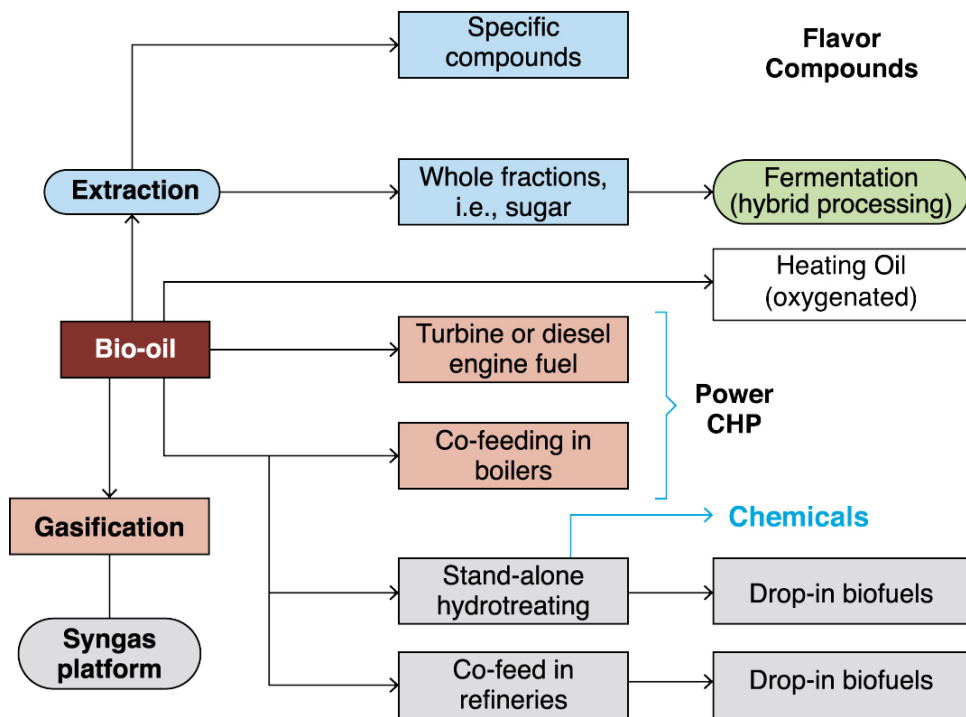 Specific
compounds
Flavor
Compounds
Extraction
Whole fractions,
i.e., sugar
Fermentation
(hybrid processing)
Heating Oil
(oxygenated)
Bio-oil
Turbine or diesel
engine fuel
Power
CHP
Co-feeding in
boilers
Gasification
Chemicals
Stand-alone
hydrotreating
Drop-in biofuels
Syngas
platform
Co-feed in
refineries
Drop-in biofuels